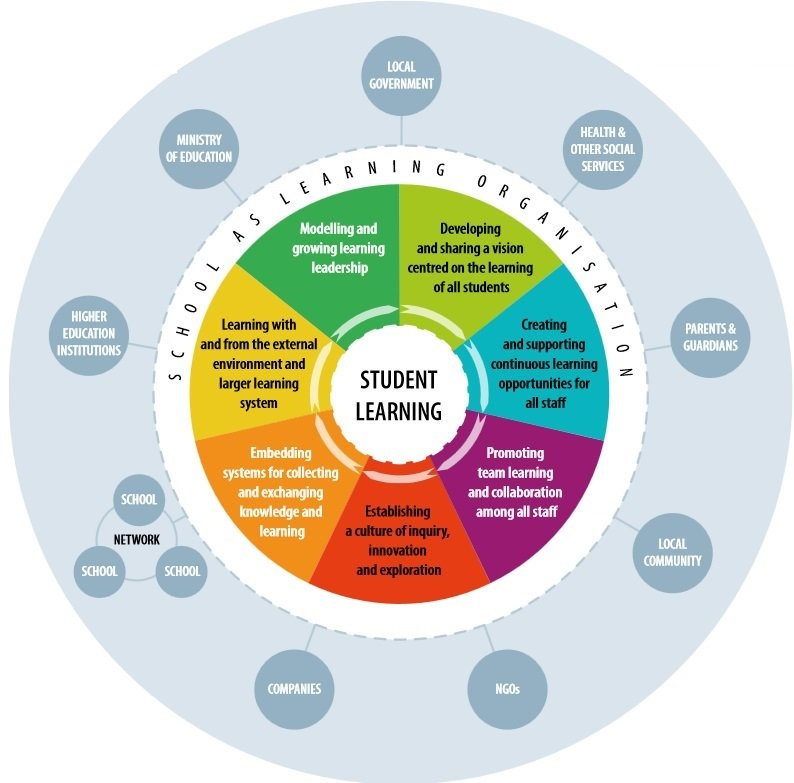 LOCAL
GOVERNMENT
MINISTRY
OF EDUCATION
HEALTH &
OTHER SOCIAL
SERVICES
SCHOOL AS LEARNING ORGANISATION
Modelling and
growing learning
leadership
Developing
and sharing a vision
centred on the learning
of all students
HIGHER
EDUCATION
INSTITUTIONS
Learning with
and from the external
environment and
larger learning
system
Creating
and supporting
continuous learning
opportunities for
all staff
PARENTS &
GUARDIANS
STUDENT
LEARNING
Embedding
systems for collecting
and exchanging
knowledge and
learning
Promoting
team learning
and collaboration
among all staff
Establishing
a culture of inquiry,
innovation
and exploration
SCHOOL
NETWORK
SCHOOL
SCHOOL
LOCAL
COMMUNITY
COMPANIES
NGOs